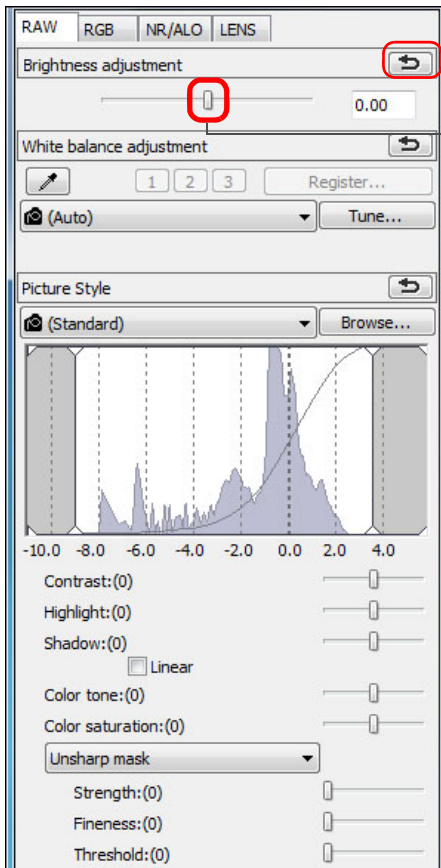 RAW RGB NR/ALO LENS
Brightness adjustment
0.00
White balance adjustment
1 2 3 Register...
(Auto) Tune...
Picture Style
(Standard) Browse...
-10.0 -8.0 -6.0 -4.0 -2.0 0.0 2.0 4.0
Contrast:(0)
Highlight:(0)
Shadow:(0)
Linear
Color tone:(0)
Color saturation:(0)
Unsharp mask
Strength:(0)
Fineness:(0)
Threshold:(0)